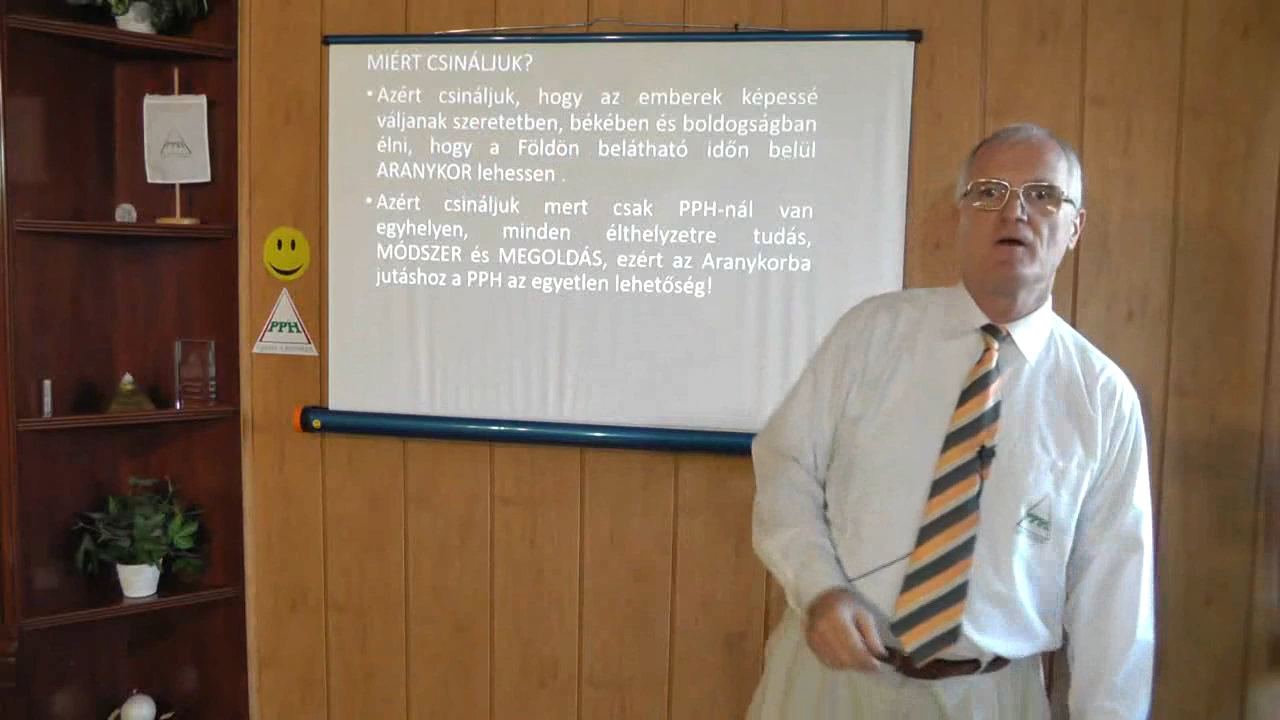 MIÉRT CSINÁLJUK?
• Azért csináljuk, hogy az emberek képessé
váljanak szeretetben, békében és boldogságban
élni, hogy a Földön belátható időn belül
ARANYKOR lehessen .
• Azért csináljuk mert csak PPH-nál van
egyhelyen, minden élthelyzetre tudás,
MÓDSZER és MEGOLDÁS, ezért az Aranykorba
jutáshoz a PPH az egyetlen lehetőség!
PPH
PPH
PPH